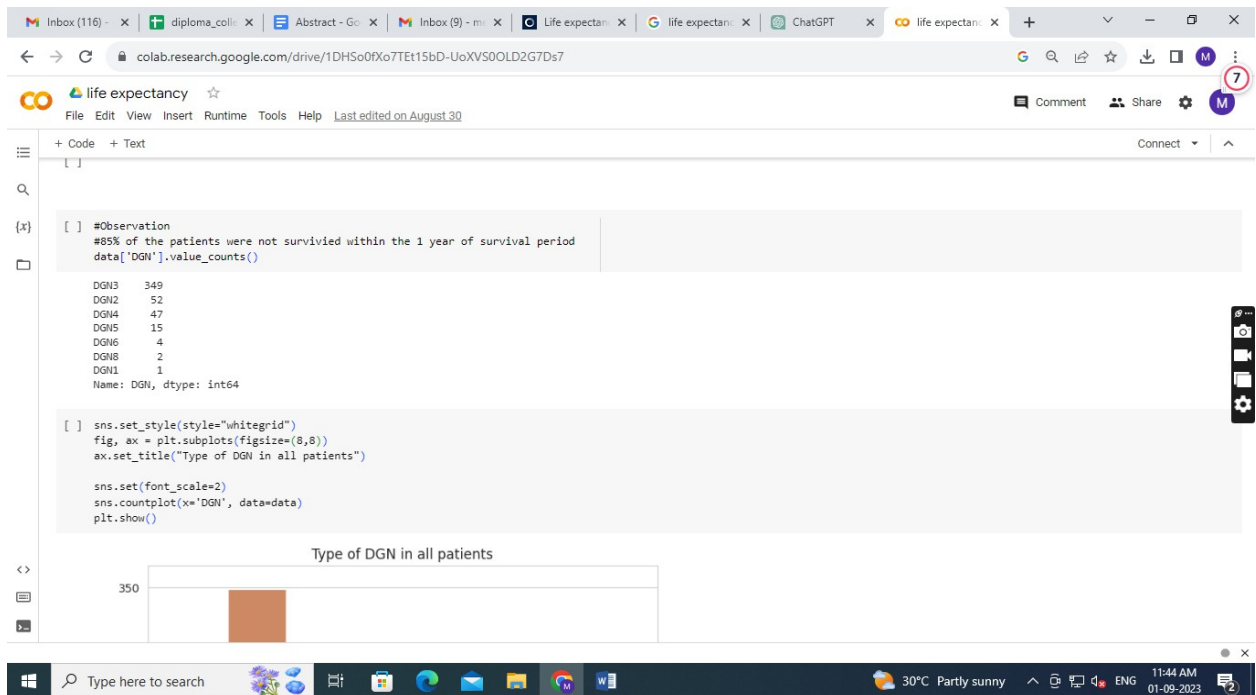 Inbox (116) -
diploma_colle
Abstract - Go
Inbox (9) - me
Life expectan
life expectanc
ChatGPT
life expectanc
colab.research.google.com/drive/1DHSo0fXo7TEt15bD-UoXVS0OLD2G7Ds7
G
M
7
life expectancy
Comment
Share
M
File Edit View Insert Runtime Tools Help Last edited on August 30
+ Code + Text
Connect
[ ]
{x}
[ ] #Observation
#85% of the patients were not survivied within the 1 year of survival period
data['DGN'].value_counts()
DGN3 349
DGN2 52
DGN4 47
DGN5 15
DGN6 4
DGN8 2
DGN1 1
Name: DGN, dtype: int64
[ ] sns.set_style(style="whitegrid")
fig, ax = plt.subplots(figsize=(8,8))
ax.set_title("Type of DGN in all patients")
sns.set(font_scale=2)
sns.countplot(x='DGN', data=data)
plt.show()
Type of DGN in all patients
350
Type here to search
30°C Partly sunny
ENG
11:44 AM
01-09-2023
2